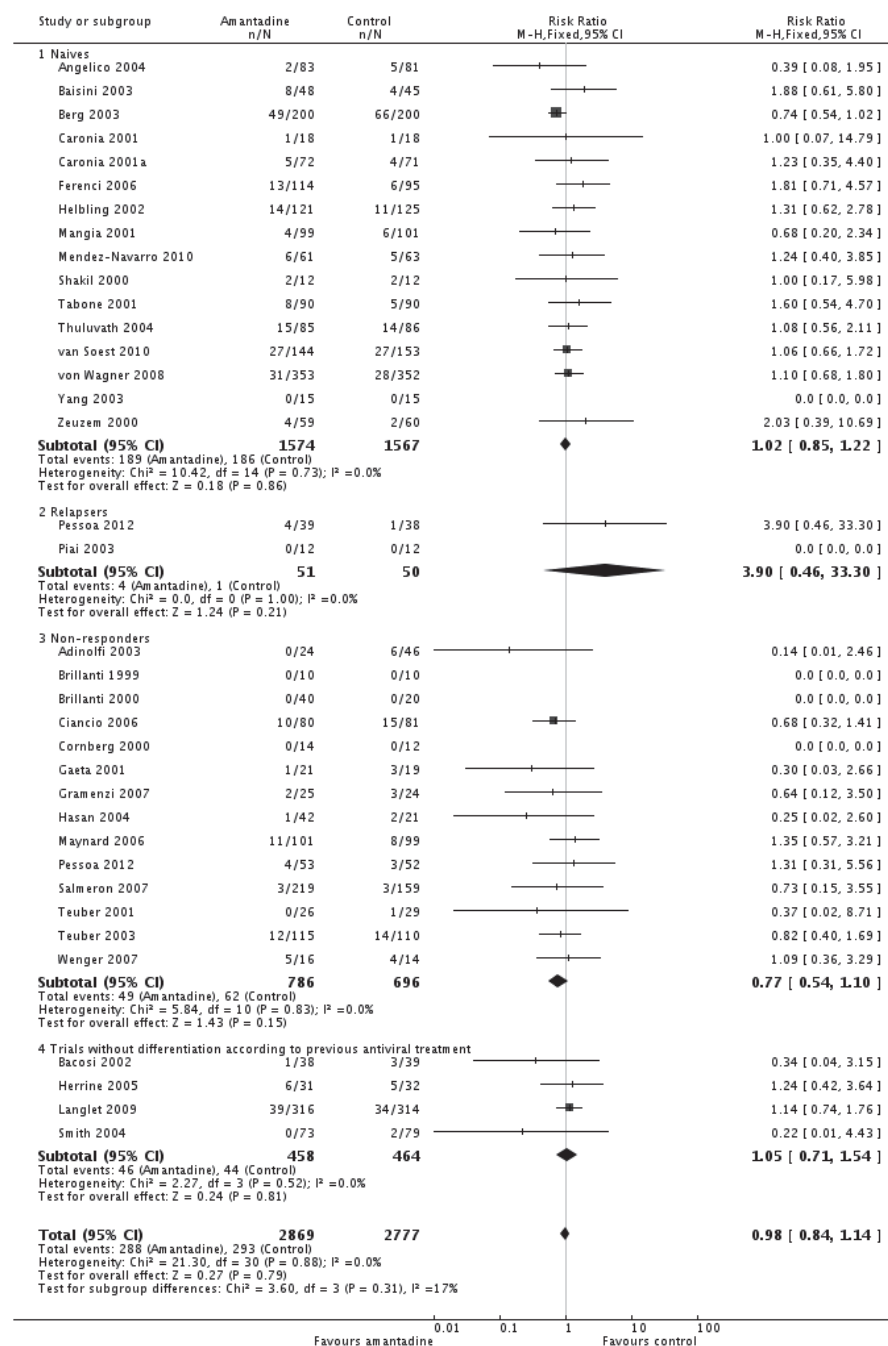 Study or subgroup Amantadine Control Risk Ratio Risk Ratio
n/N n/N M-H,Fixed,95% CI M-H,Fixed,95% CI
1 Naives
Angelico 2004 2/83 5/81 0.39 [ 0.08, 1.95 ]
Baisini 2003 8/48 4/45 1.88 [ 0.61, 5.80 ]
Berg 2003 49/200 66/200 0.74 [ 0.54, 1.02 ]
Caronia 2001 1/18 1/18 1.00 [ 0.07, 14.79 ]
Caronia 2001a 5/72 4/71 1.23 [ 0.35, 4.40 ]
Ferenci 2006 13/114 6/95 1.81 [ 0.71, 4.57 ]
Helbling 2002 14/121 11/125 1.31 [ 0.62, 2.78 ]
Mangia 2001 4/99 6/101 0.68 [ 0.20, 2.34 ]
Mendez-Navarro 2010 6/61 5/63 1.24 [ 0.40, 3.85 ]
Shakil 2000 2/12 2/12 1.00 [ 0.17, 5.98 ]
Tabone 2001 8/90 5/90 1.60 [ 0.54, 4.70 ]
Thuluvath 2004 15/85 14/86 1.08 [ 0.56, 2.11 ]
van Soest 2010 27/144 27/153 1.06 [ 0.66, 1.72 ]
von Wagner 2008 31/353 28/352 1.10 [ 0.68, 1.80 ]
Yang 2003 0/15 0/15 0.0 [ 0.0, 0.0 ]
Zeuzem 2000 4/59 2/60 2.03 [ 0.39, 10.69 ]
Subtotal (95% CI) 1574 1567 1.02 [ 0.85, 1.22 ]
Total events: 189 (Amantadine), 186 (Control)
Heterogeneity: Chi² = 10.42, df = 14 (P = 0.73); I² =0.0%
Test for overall effect: Z = 0.18 (P = 0.86)
2 Relapsers
Pessoa 2012 4/39 1/38 3.90 [ 0.46, 33.30 ]
Piai 2003 0/12 0/12 0.0 [ 0.0, 0.0 ]
Subtotal (95% CI) 51 50 3.90 [ 0.46, 33.30 ]
Total events: 4 (Amantadine), 1 (Control)
Heterogeneity: Chi² = 0.0, df = 0 (P = 1.00); I² =0.0%
Test for overall effect: Z = 1.24 (P = 0.21)
3 Non-responders
Adinolfi 2003 0/24 6/46 0.14 [ 0.01, 2.46 ]
Brillanti 1999 0/10 0/10 0.0 [ 0.0, 0.0 ]
Brillanti 2000 0/40 0/20 0.0 [ 0.0, 0.0 ]
Ciancio 2006 10/80 15/81 0.68 [ 0.32, 1.41 ]
Cornberg 2000 0/14 0/12 0.0 [ 0.0, 0.0 ]
Gaeta 2001 1/21 3/19 0.30 [ 0.03, 2.66 ]
Gramenzi 2007 2/25 3/24 0.64 [ 0.12, 3.50 ]
Hasan 2004 1/42 2/21 0.25 [ 0.02, 2.60 ]
Maynard 2006 11/101 8/99 1.35 [ 0.57, 3.21 ]
Pessoa 2012 4/53 3/52 1.31 [ 0.31, 5.56 ]
Salmeron 2007 3/219 3/159 0.73 [ 0.15, 3.55 ]
Teuber 2001 0/26 1/29 0.37 [ 0.02, 8.71 ]
Teuber 2003 12/115 14/110 0.82 [ 0.40, 1.69 ]
Wenger 2007 5/16 4/14 1.09 [ 0.36, 3.29 ]
Subtotal (95% CI) 786 696 0.77 [ 0.54, 1.10 ]
Total events: 49 (Amantadine), 62 (Control)
Heterogeneity: Chi² = 5.84, df = 10 (P = 0.83); I² =0.0%
Test for overall effect: Z = 1.43 (P = 0.15)
4 Trials without differentiation according to previous antiviral treatment
Bacosi 2002 1/38 3/39 0.34 [ 0.04, 3.15 ]
Herrine 2005 6/31 5/32 1.24 [ 0.42, 3.64 ]
Langlet 2009 39/316 34/314 1.14 [ 0.74, 1.76 ]
Smith 2004 0/73 2/79 0.22 [ 0.01, 4.43 ]
Subtotal (95% CI) 458 464 1.05 [ 0.71, 1.54 ]
Total events: 46 (Amantadine), 44 (Control)
Heterogeneity: Chi² = 2.27, df = 3 (P = 0.52); I² =0.0%
Test for overall effect: Z = 0.24 (P = 0.81)
Total (95% CI) 2869 2777 0.98 [ 0.84, 1.14 ]
Total events: 288 (Amantadine), 293 (Control)
Heterogeneity: Chi² = 21.30, df = 30 (P = 0.88); I² =0.0%
Test for overall effect: Z = 0.27 (P = 0.79)
Test for subgroup differences: Chi² = 3.60, df = 3 (P = 0.31), I² =17%
0.01 0.1 1 10 100
Favours amantadine Favours control